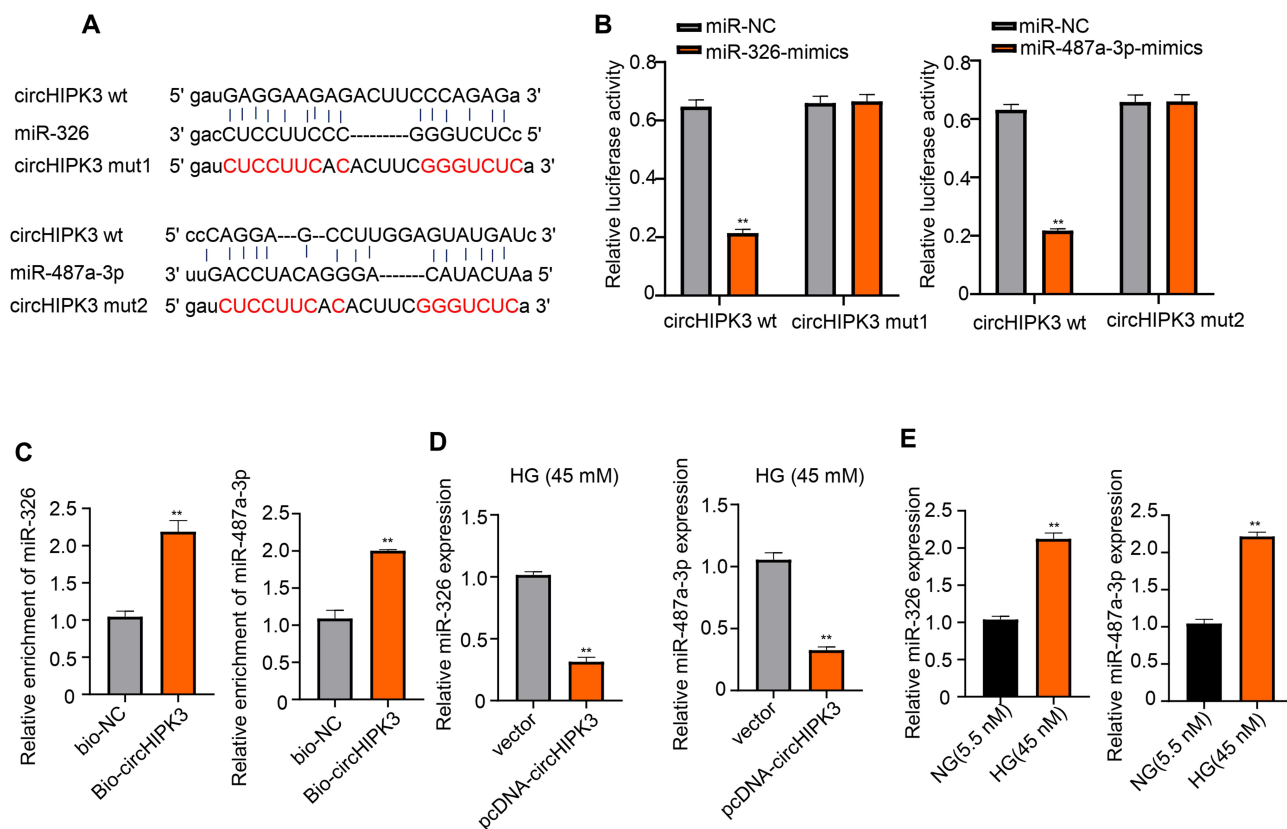 A
circHIPK3 wt 5' gauGAGGAAGAGACUUCCCAGAGa 3'
miR-326 3' gacCUCCUUCCC---------GGGUCUCc 5'
circHIPK3 mut1 5' gauCUCCUUCACACUUCGGGUCUCa 3'
circHIPK3 wt 5' ccCAGGA---G--CCUUGGAGUAUGAUc 3'
miR-487a-3p 3' uuGACCUACAGGGA-------CAUACUAa 5'
circHIPK3 mut2 5' gauCUCCUUCACACUUCGGGUCUCa 3'
B
miR-NC
miR-326-mimics
Relative luciferase activity
0.8
0.6
0.4
0.2
0
**
circHIPK3 wt circHIPK3 mut1
miR-NC
miR-487a-3p-mimics
Relative luciferase activity
0.8
0.6
0.4
0.2
0
**
circHIPK3 wt circHIPK3 mut2
C
Relative enrichment of miR-326
2.5
2.0
1.5
1.0
0.5
0
**
bio-NC
Bio-circHIPK3
Relative enrichment of miR-487a-3p
2.5
2.0
1.5
1.0
0.5
0
**
bio-NC
Bio-circHIPK3
D
HG (45 mM)
Relative miR-326 expression
1.5
1.0
0.5
0
**
vector
pcDNA-circHIPK3
HG (45 mM)
Relative miR-487a-3p expression
1.5
1.0
0.5
0
**
vector
pcDNA-circHIPK3
E
Relative miR-326 expression
2.5
2.0
1.5
1.0
0.5
0
**
NG(5.5 nM)
HG(45 nM)
Relative miR-487a-3p expression
2.5
2.0
1.5
1.0
0.5
0
**
NG(5.5 nM)
HG(45 nM)